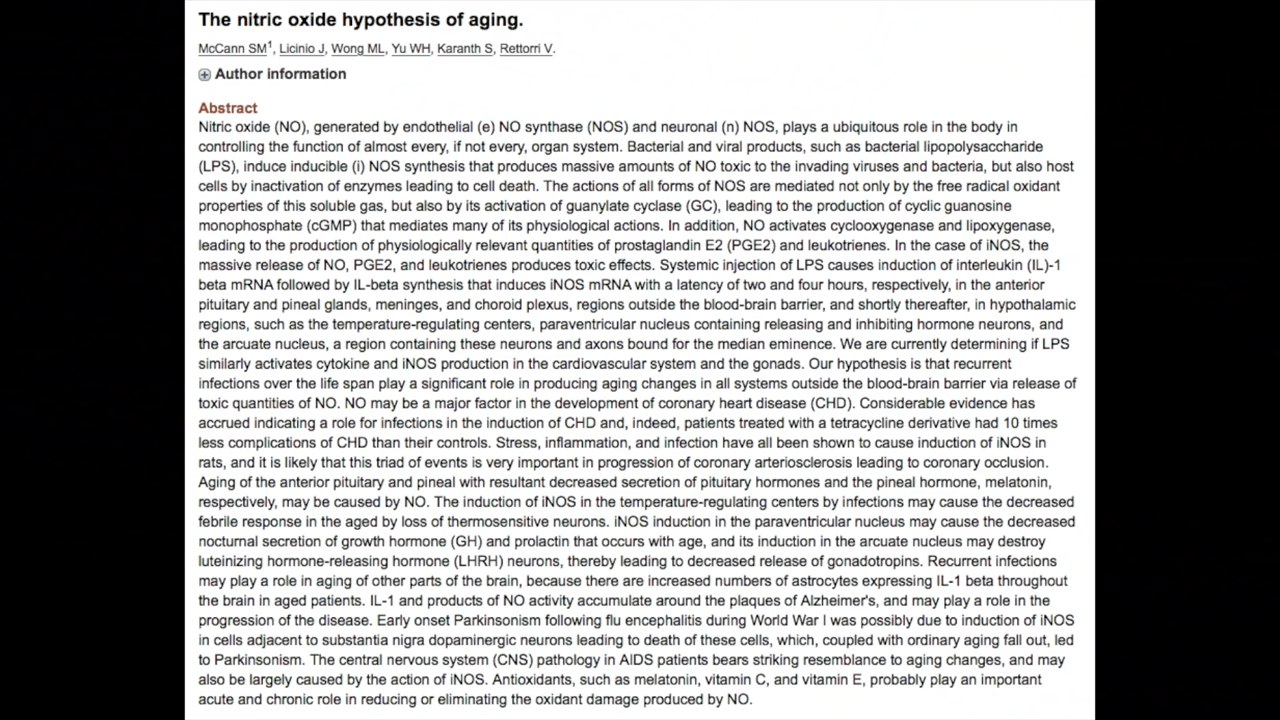 The nitric oxide hypothesis of aging.
McCann SM1, Licinio J, Wong ML, Yu WH, Karanth S, Rettorri V.
Author information
Abstract
Nitric oxide (NO), generated by endothelial (e) NO synthase (NOS) and neuronal (n) NOS, plays a ubiquitous role in the body in
controlling the function of almost every, if not every, organ system. Bacterial and viral products, such as bacterial lipopolysaccharide
(LPS), induce inducible (i) NOS synthesis that produces massive amounts of NO toxic to the invading viruses and bacteria, but also host
cells by inactivation of enzymes leading to cell death. The actions of all forms of NOS are mediated not only by the free radical oxidant
properties of this soluble gas, but also by its activation of guanylate cyclase (GC), leading to the production of cyclic guanosine
monophosphate (cGMP) that mediates many of its physiological actions. In addition, NO activates cyclooxygenase and lipoxygenase,
leading to the production of physiologically relevant quantities of prostaglandin E2 (PGE2) and leukotrienes. In the case of iNOS, the
massive release of NO, PGE2, and leukotrienes produces toxic effects. Systemic injection of LPS causes induction of interleukin (IL)-1
beta mRNA followed by IL-beta synthesis that induces iNOS mRNA with a latency of two and four hours, respectively, in the anterior
pituitary and pineal glands, meninges, and choroid plexus, regions outside the blood-brain barrier, and shortly thereafter, in hypothalamic
regions, such as the temperature-regulating centers, paraventricular nucleus containing releasing and inhibiting hormone neurons, and
the arcuate nucleus, a region containing these neurons and axons bound for the median eminence. We are currently determining if LPS
similarly activates cytokine and iNOS production in the cardiovascular system and the gonads. Our hypothesis is that recurrent
infections over the life span play a significant role in producing aging changes in all systems outside the blood-brain barrier via release of
toxic quantities of NO. NO may be a major factor in the development of coronary heart disease (CHD). Considerable evidence has
accrued indicating a role for infections in the induction of CHD and, indeed, patients treated with a tetracycline derivative had 10 times
less complications of CHD than their controls. Stress, inflammation, and infection have all been shown to cause induction of iNOS in
rats, and it is likely that this triad of events is very important in progression of coronary arteriosclerosis leading to coronary occlusion.
Aging of the anterior pituitary and pineal with resultant decreased secretion of pituitary hormones and the pineal hormone, melatonin,
respectively, may be caused by NO. The induction of iNOS in the temperature-regulating centers by infections may cause the decreased
febrile response in the aged by loss of thermosensitive neurons. iNOS induction in the paraventricular nucleus may cause the decreased
nocturnal secretion of growth hormone (GH) and prolactin that occurs with age, and its induction in the arcuate nucleus may destroy
luteinizing hormone-releasing hormone (LHRH) neurons, thereby leading to decreased release of gonadotropins. Recurrent infections
may play a role in aging of other parts of the brain, because there are increased numbers of astrocytes expressing IL-1 beta throughout
the brain in aged patients. IL-1 and products of NO activity accumulate around the plaques of Alzheimer's, and may play a role in the
progression of the disease. Early onset Parkinsonism following flu encephalitis during World War I was possibly due to induction of iNOS
in cells adjacent to substantia nigra dopaminergic neurons leading to death of these cells, which, coupled with ordinary aging fall out, led
to Parkinsonism. The central nervous system (CNS) pathology in AIDS patients bears striking resemblance to aging changes, and may
also be largely caused by the action of iNOS. Antioxidants, such as melatonin, vitamin C, and vitamin E, probably play an important
acute and chronic role in reducing or eliminating the oxidant damage produced by NO.